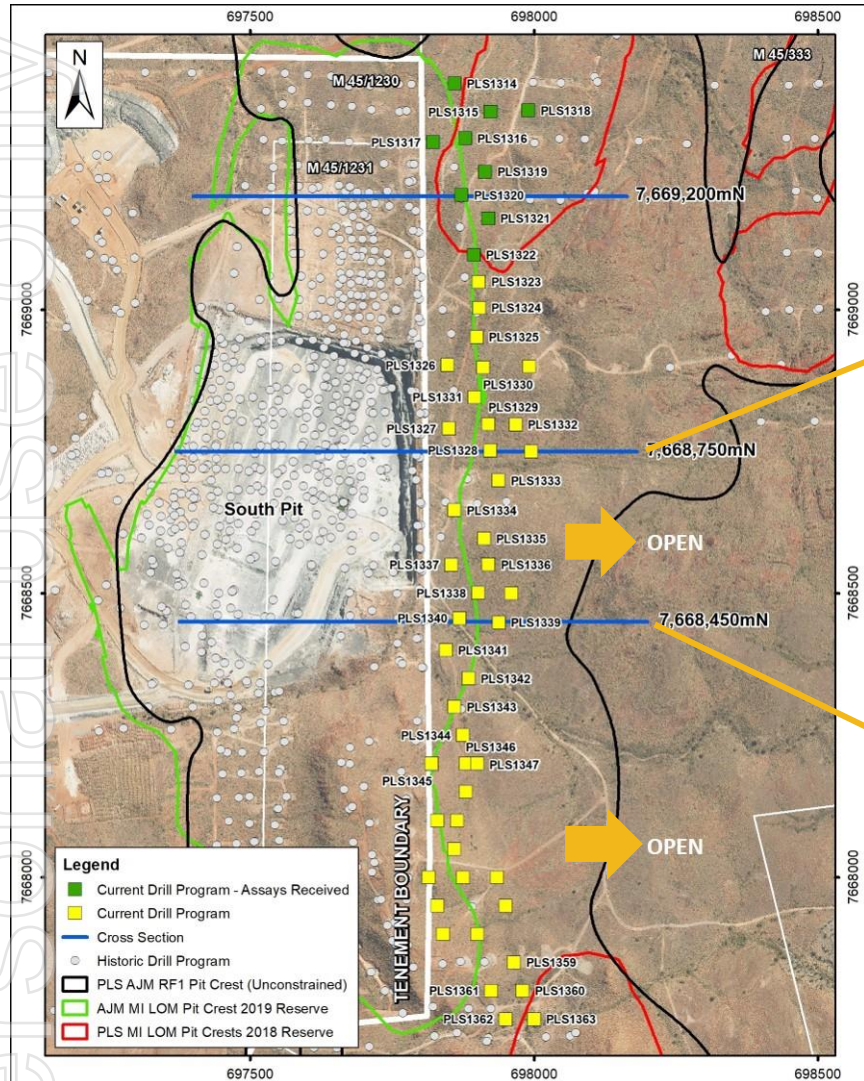 697500
698000
698500
N
M 45/1230
M 45/333
PLS1314
PLS1315
PLS1318
PLS1317
PLS1316
M 45/1231
PLS1319
PLS1320
7,669,200mN
PLS1321
PLS1322
PLS1323
7669000
7669000
PLS1324
PLS1325
PLS1326
PLS1330
PLS1331
PLS1329
PLS1327
PLS1332
PLS1328
7,668,750mN
PLS1333
South Pit
PLS1334
PLS1335
OPEN
PLS1337
PLS1336
7668500
7668500
PLS1338
PLS1340
PLS1339
7,668,450mN
PLS1341
PLS1342
PLS1343
PLS1344
PLS1346
PLS1347
PLS1345
TENEMENT BOUNDARY
OPEN
7668000
7668000
Legend
Current Drill Program - Assays Received
Current Drill Program
Cross Section
Historic Drill Program
PLS AJM RF1 Pit Crest (Unconstrained)
AJM MI LOM Pit Crest 2019 Reserve
PLS MI LOM Pit Crests 2018 Reserve
PLS1359
PLS1361
PLS1360
PLS1362
PLS1363
697500
698000
698500